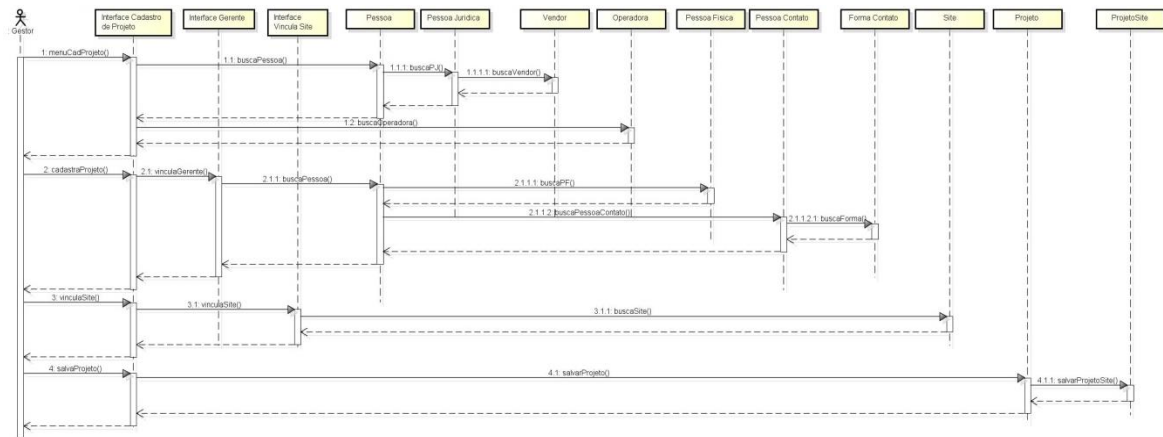 Gestor
Interface Cadastro
de Projeto
Interface Gerente
Interface
Vincula Site
Pessoa
Pessoa Juridica
Vendor
Operadora
Pessoa Fisica
Pessoa Contato
Forma Contato
Site
Projeto
ProjetoSite
1: menuCadProjeto()
1.1: buscaPessoa()
1.1.1: buscaPJ()
1.1.1.1: buscaVendor()
1.2: buscaOperadora()
2: cadastraProjeto()
2.1: vinculaGerente()
2.1.1: buscaPessoa()
2.1.1.1: buscaPF()
2.1.1.2: buscaPessoaContato()
2.1.1.2.1: buscaForma()
3: vinculaSite()
3.1: vinculaSite()
3.1.1: buscaSite()
4: salvaProjeto()
4.1: salvarProjeto()
4.1.1: salvarProjetoSite()